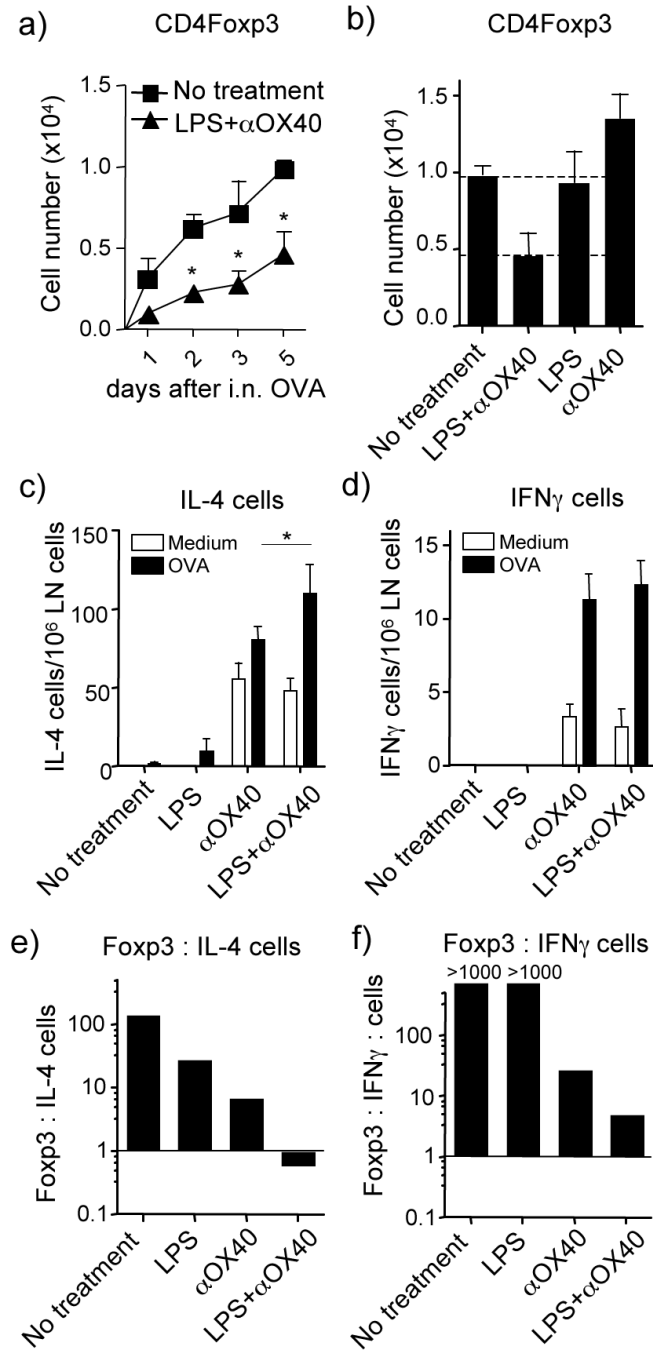 a)
CD4Foxp3
Cell number (x10⁴)
1.5
1.0
0.5
0.0
No treatment
LPS+αOX40
*
*
*
1
2
3
5
days after i.n. OVA
b)
CD4Foxp3
Cell number (x10⁴)
1.5
1.0
0.5
0.0
No treatment
LPS+αOX40
LPS
αOX40
c)
IL-4 cells
IL-4 cells/10⁶ LN cells
150
100
50
0
Medium
OVA
*
No treatment
LPS
αOX40
LPS+αOX40
d)
IFNγ cells
IFNγ cells/10⁶ LN cells
15
10
5
0
Medium
OVA
No treatment
LPS
αOX40
LPS+αOX40
e)
Foxp3 : IL-4 cells
Foxp3 : IL-4 cells
100
10
1
0.1
No treatment
LPS
αOX40
LPS+αOX40
f)
Foxp3 : IFNγ cells
>1000 >1000
Foxp3 : IFNγ : cells
100
10
1
0.1
No treatment
LPS
αOX40
LPS+αOX40